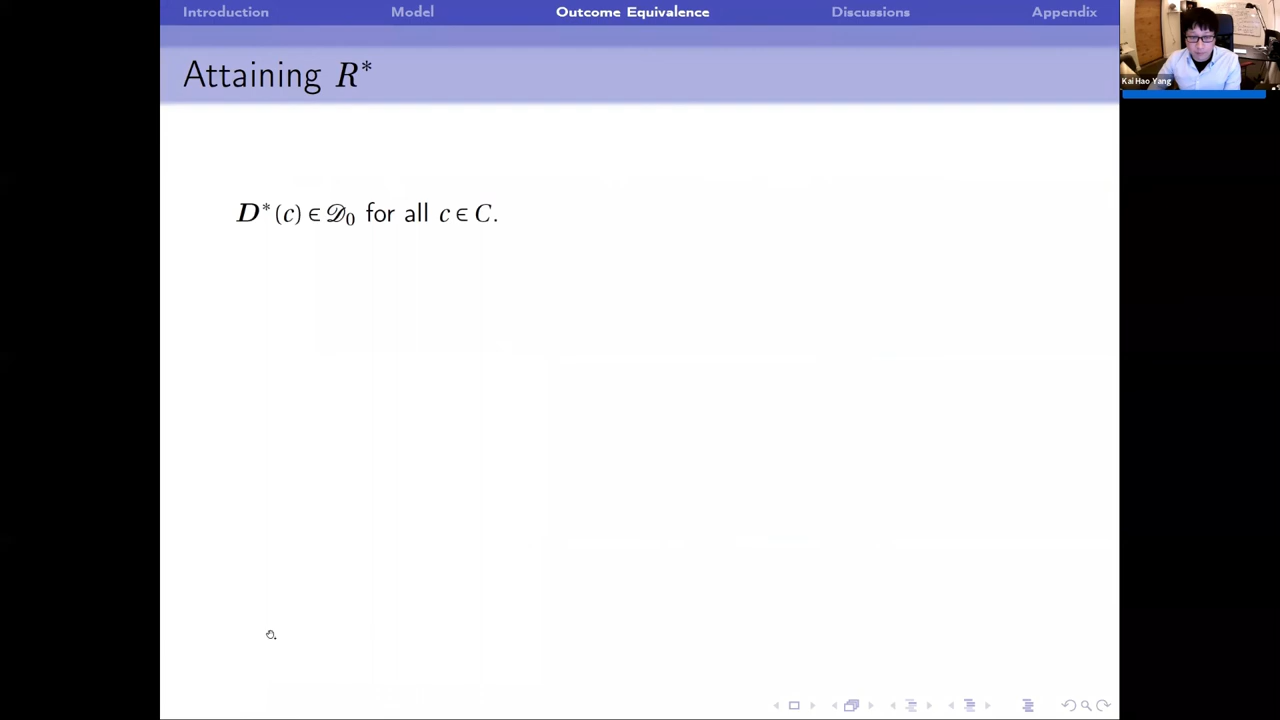 Introduction Model Outcome Equivalence Discussions Appendix
Attaining R*
D*(c) ∈ 𝒟₀ for all c ∈ C.
Kai Hao Yang